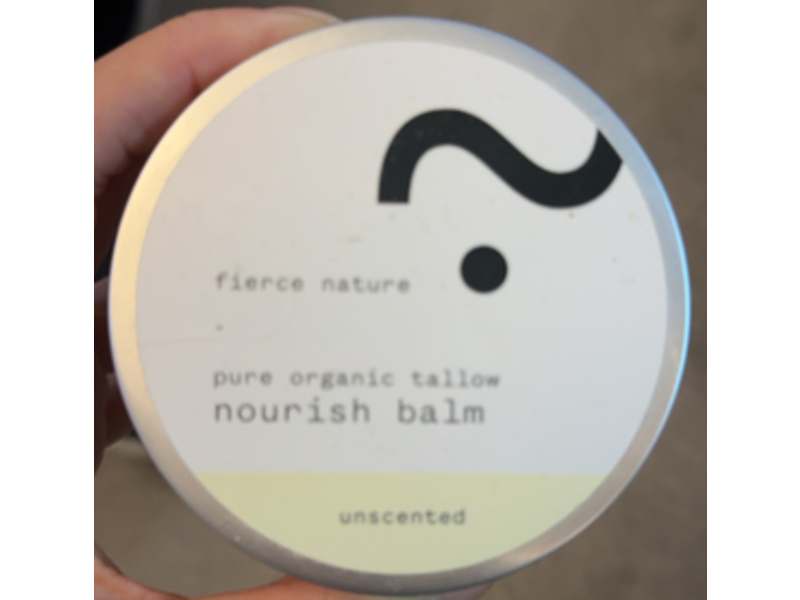 fierce nature
pure organic tallow
nourish balm
unscented